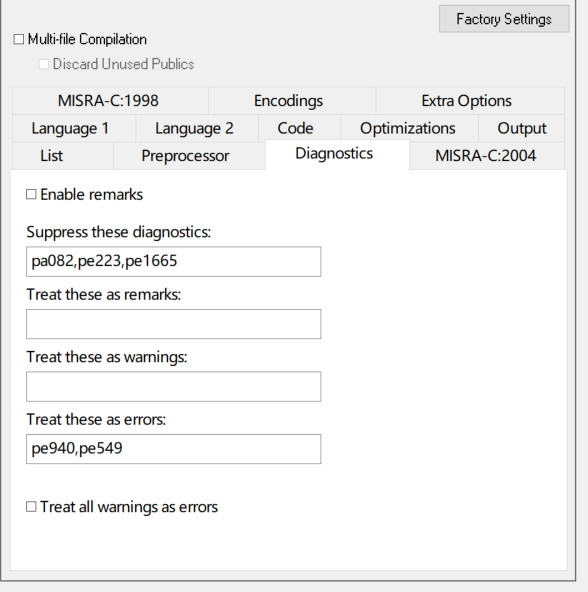 Factory Settings
Multi-file Compilation
Discard Unused Publics
MISRA-C:1998 Encodings Extra Options
Language 1 Language 2 Code Optimizations Output
List Preprocessor Diagnostics MISRA-C:2004
Enable remarks
Suppress these diagnostics:
pa082,pe223,pe1665
Treat these as remarks:
Treat these as warnings:
Treat these as errors:
pe940,pe549
Treat all warnings as errors